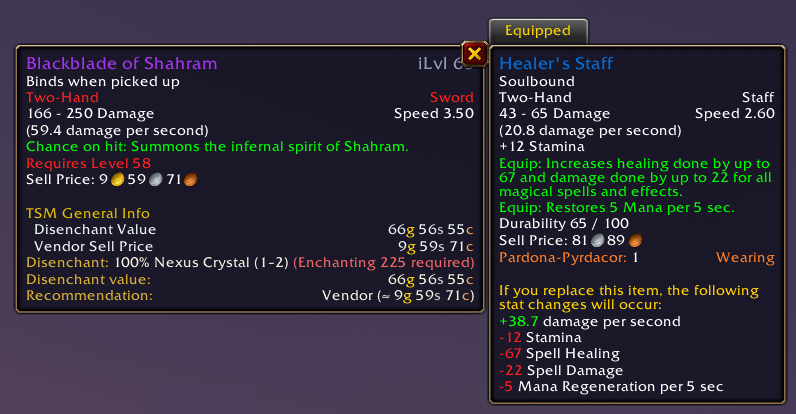 Equipped
Blackblade of Shahram iLvl 6
Binds when picked up
Two-Hand Sword
166 - 250 Damage Speed 3.50
(59.4 damage per second)
Chance on hit: Summons the infernal spirit of Shahram.
Requires Level 58
Sell Price: 9 59 71
TSM General Info
Disenchant Value 66g 56s 55c
Vendor Sell Price 9g 59s 71c
Disenchant: 100% Nexus Crystal (1-2) (Enchanting 225 required)
Disenchant value: 66g 56s 55c
Recommendation: Vendor (≈ 9g 59s 71c)
Healer's Staff
Soulbound
Two-Hand Staff
43 - 65 Damage Speed 2.60
(20.8 damage per second)
+12 Stamina
Equip: Increases healing done by up to
67 and damage done by up to 22 for all
magical spells and effects.
Equip: Restores 5 Mana per 5 sec.
Durability 65 / 100
Sell Price: 81 89
Pardona-Pyrdacor: 1 Wearing
If you replace this item, the following
stat changes will occur:
+38.7 damage per second
-12 Stamina
-67 Spell Healing
-22 Spell Damage
-5 Mana Regeneration per 5 sec